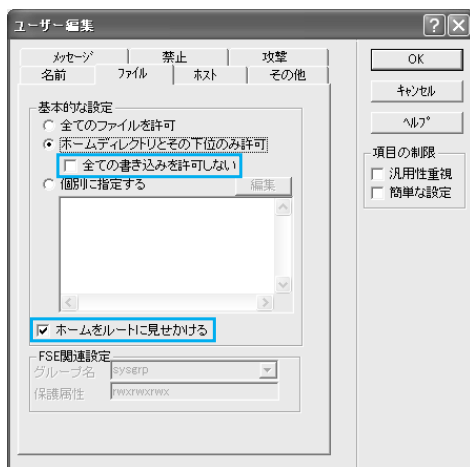 ユーザー編集
メッセージ 禁止 攻撃
名前 ファイル ホスト その他
基本的な設定
全てのファイルを許可
ホームディレクトリとその下位のみ許可
全ての書き込みを許可しない
個別に指定する 編集
ホームをルートに見せかける
FSE関連設定
グループ名 sysgrp
保護属性 rwxrwxrwx
OK
キャンセル
ヘルプ
項目の制限
汎用性重視
簡単な設定